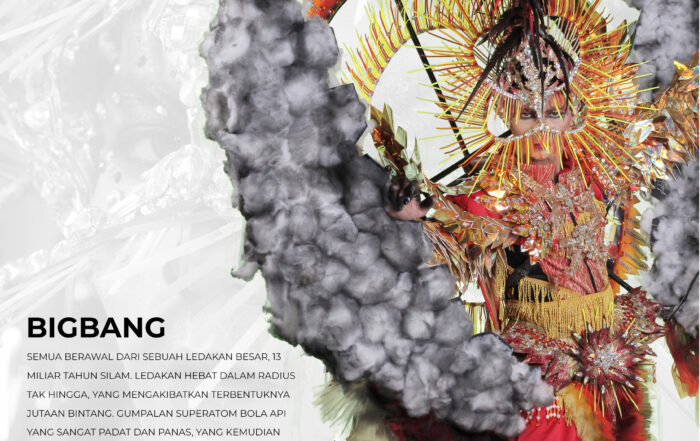 BIGBANG
SEMUA BERAWAL DARI SEBUAH LEDAKAN BESAR, 13
MILIAR TAHUN SILAM. LEDAKAN HEBAT DALAM RADIUS
TAK HINGGA, YANG MENGAKIBATKAN TERBENTUKNYA
JUTAAN BINTANG. GUMPALAN SUPERATOM BOLA API
YANG SANGAT PADAT DAN PANAS, YANG KEMUDIAN